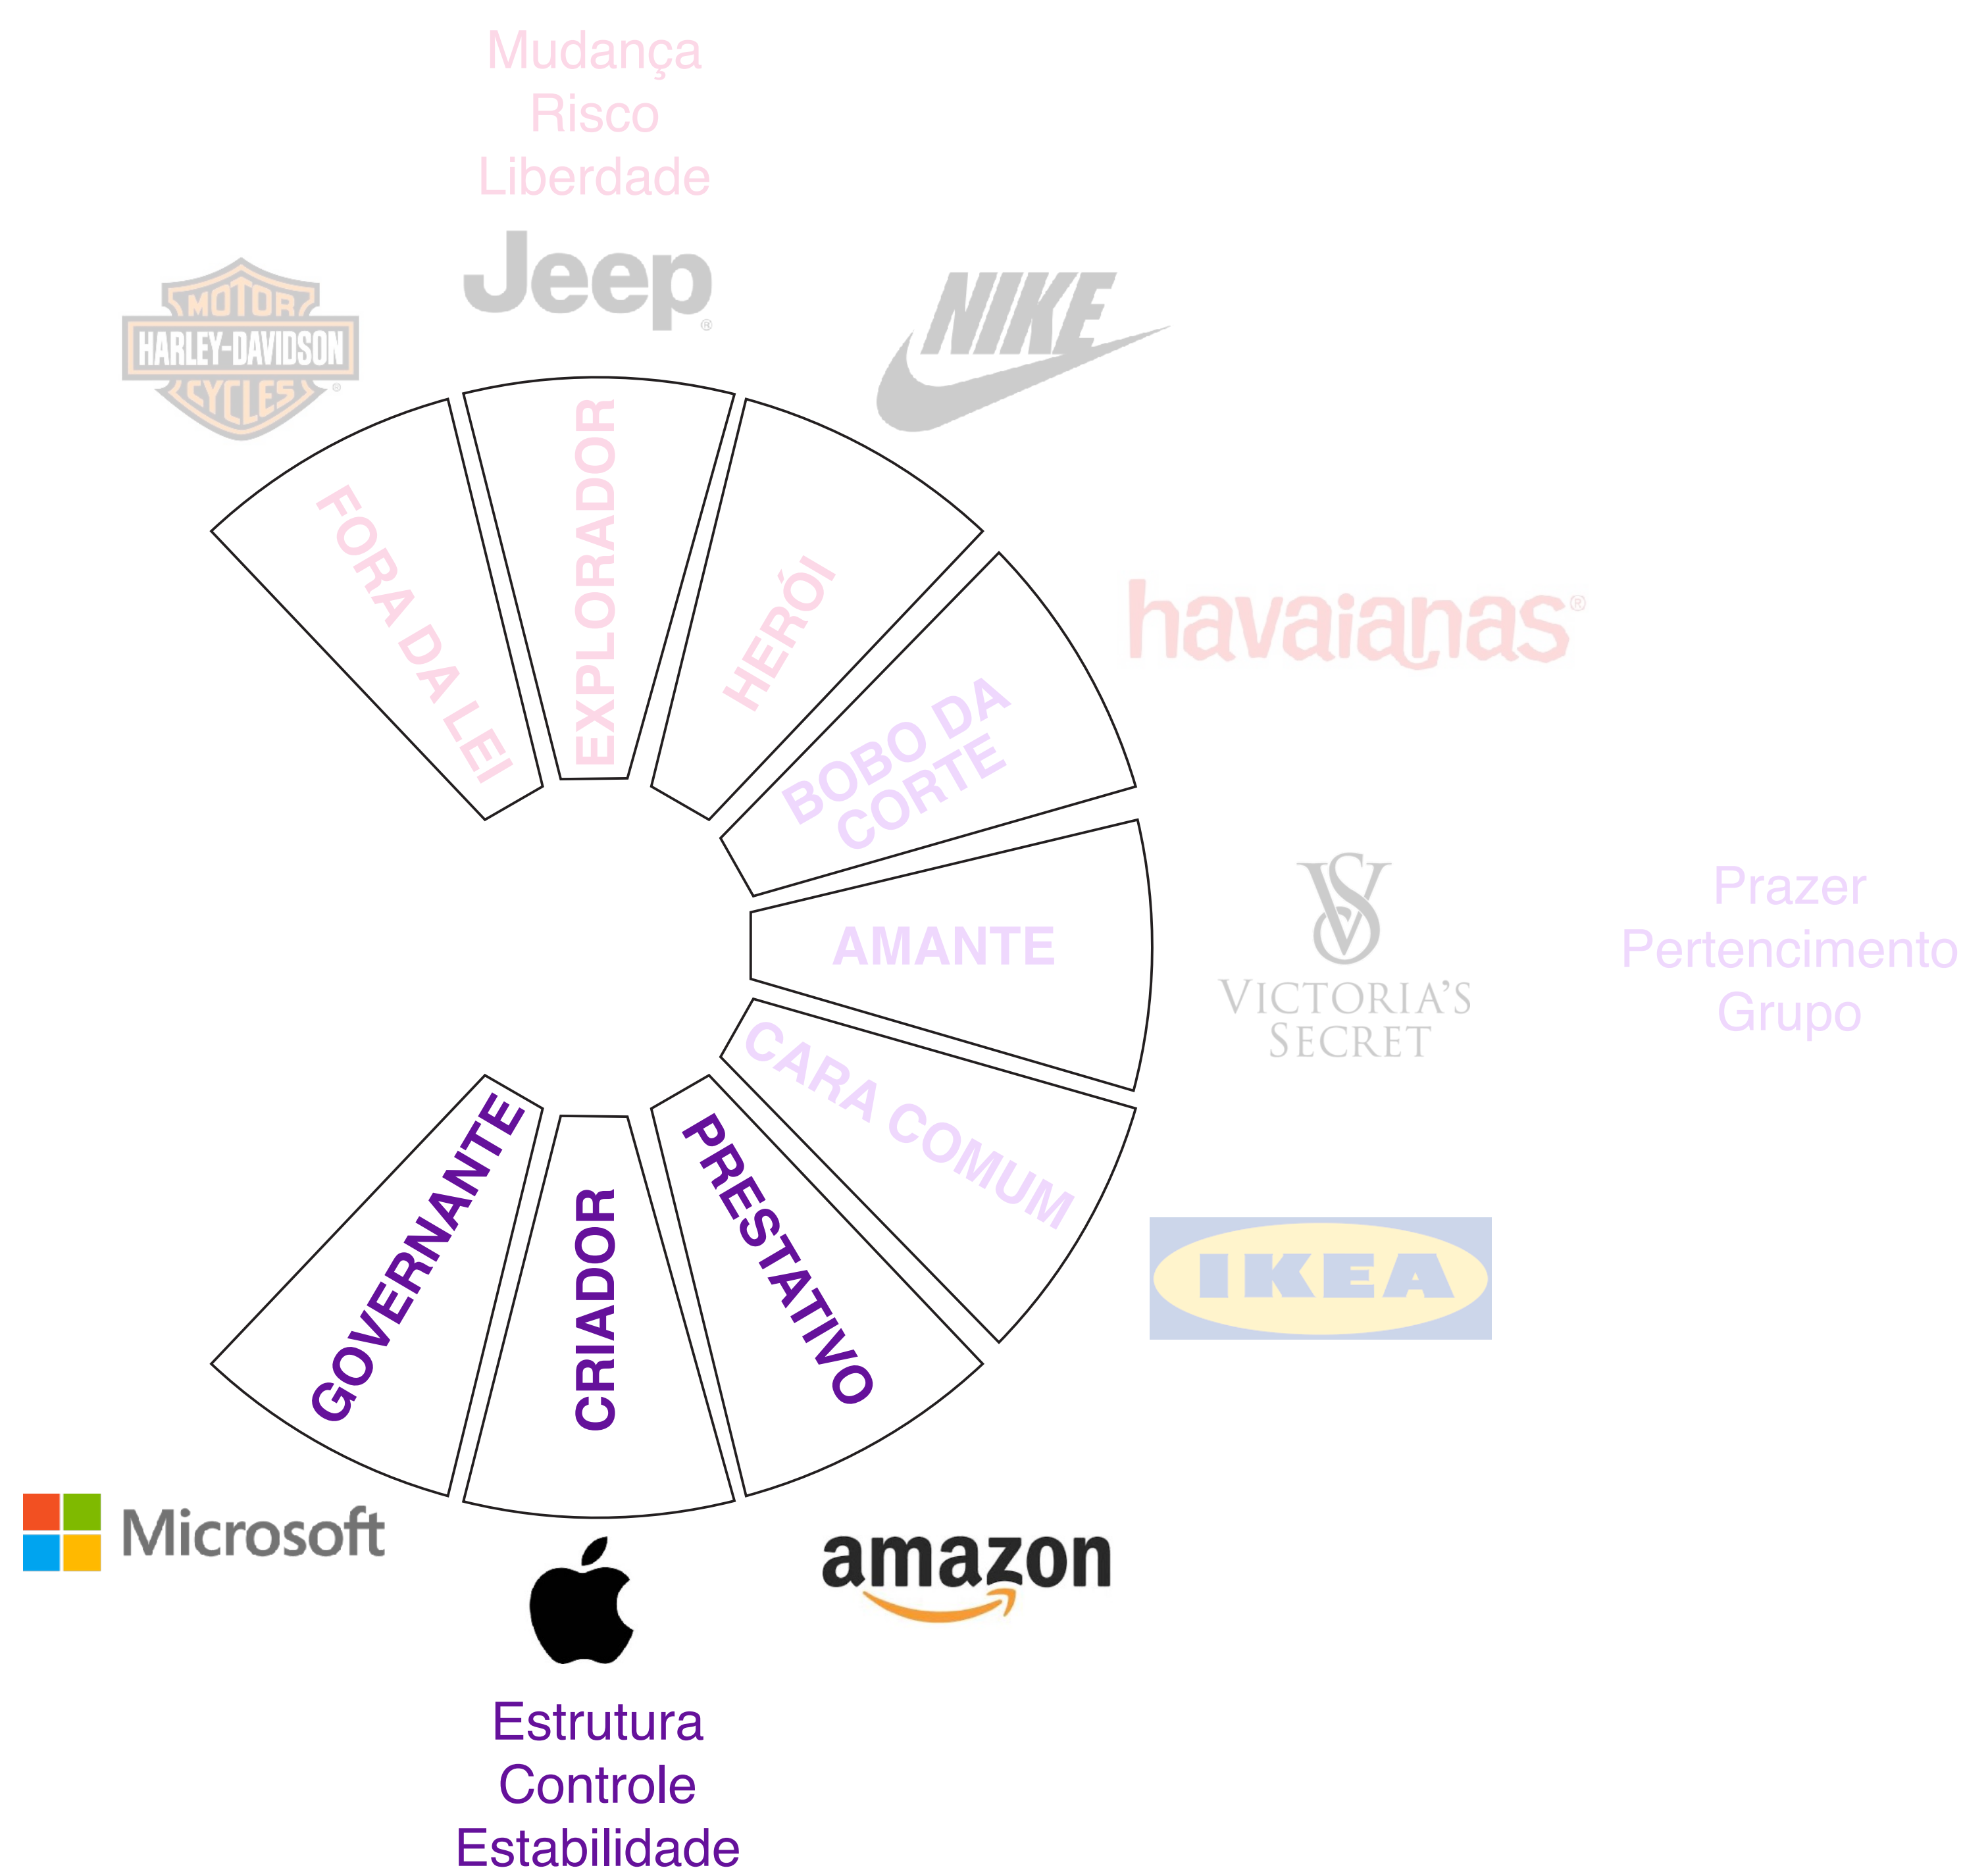 Mudança
Risco
Liberdade
Jeep®
NIKE
MOTOR
HARLEY-DAVIDSON
CYCLES®
FORA DA LEI
EXPLORADOR
HERÓI
havaianas®
BOBO DA
CORTE
AMANTE
VS
VICTORIA'S
SECRET
Prazer
Pertencimento
Grupo
CARA COMUM
IKEA
PRESTATIVO
CRIADOR
GOVERNANTE
Microsoft
amazon
Estrutura
Controle
Estabilidade